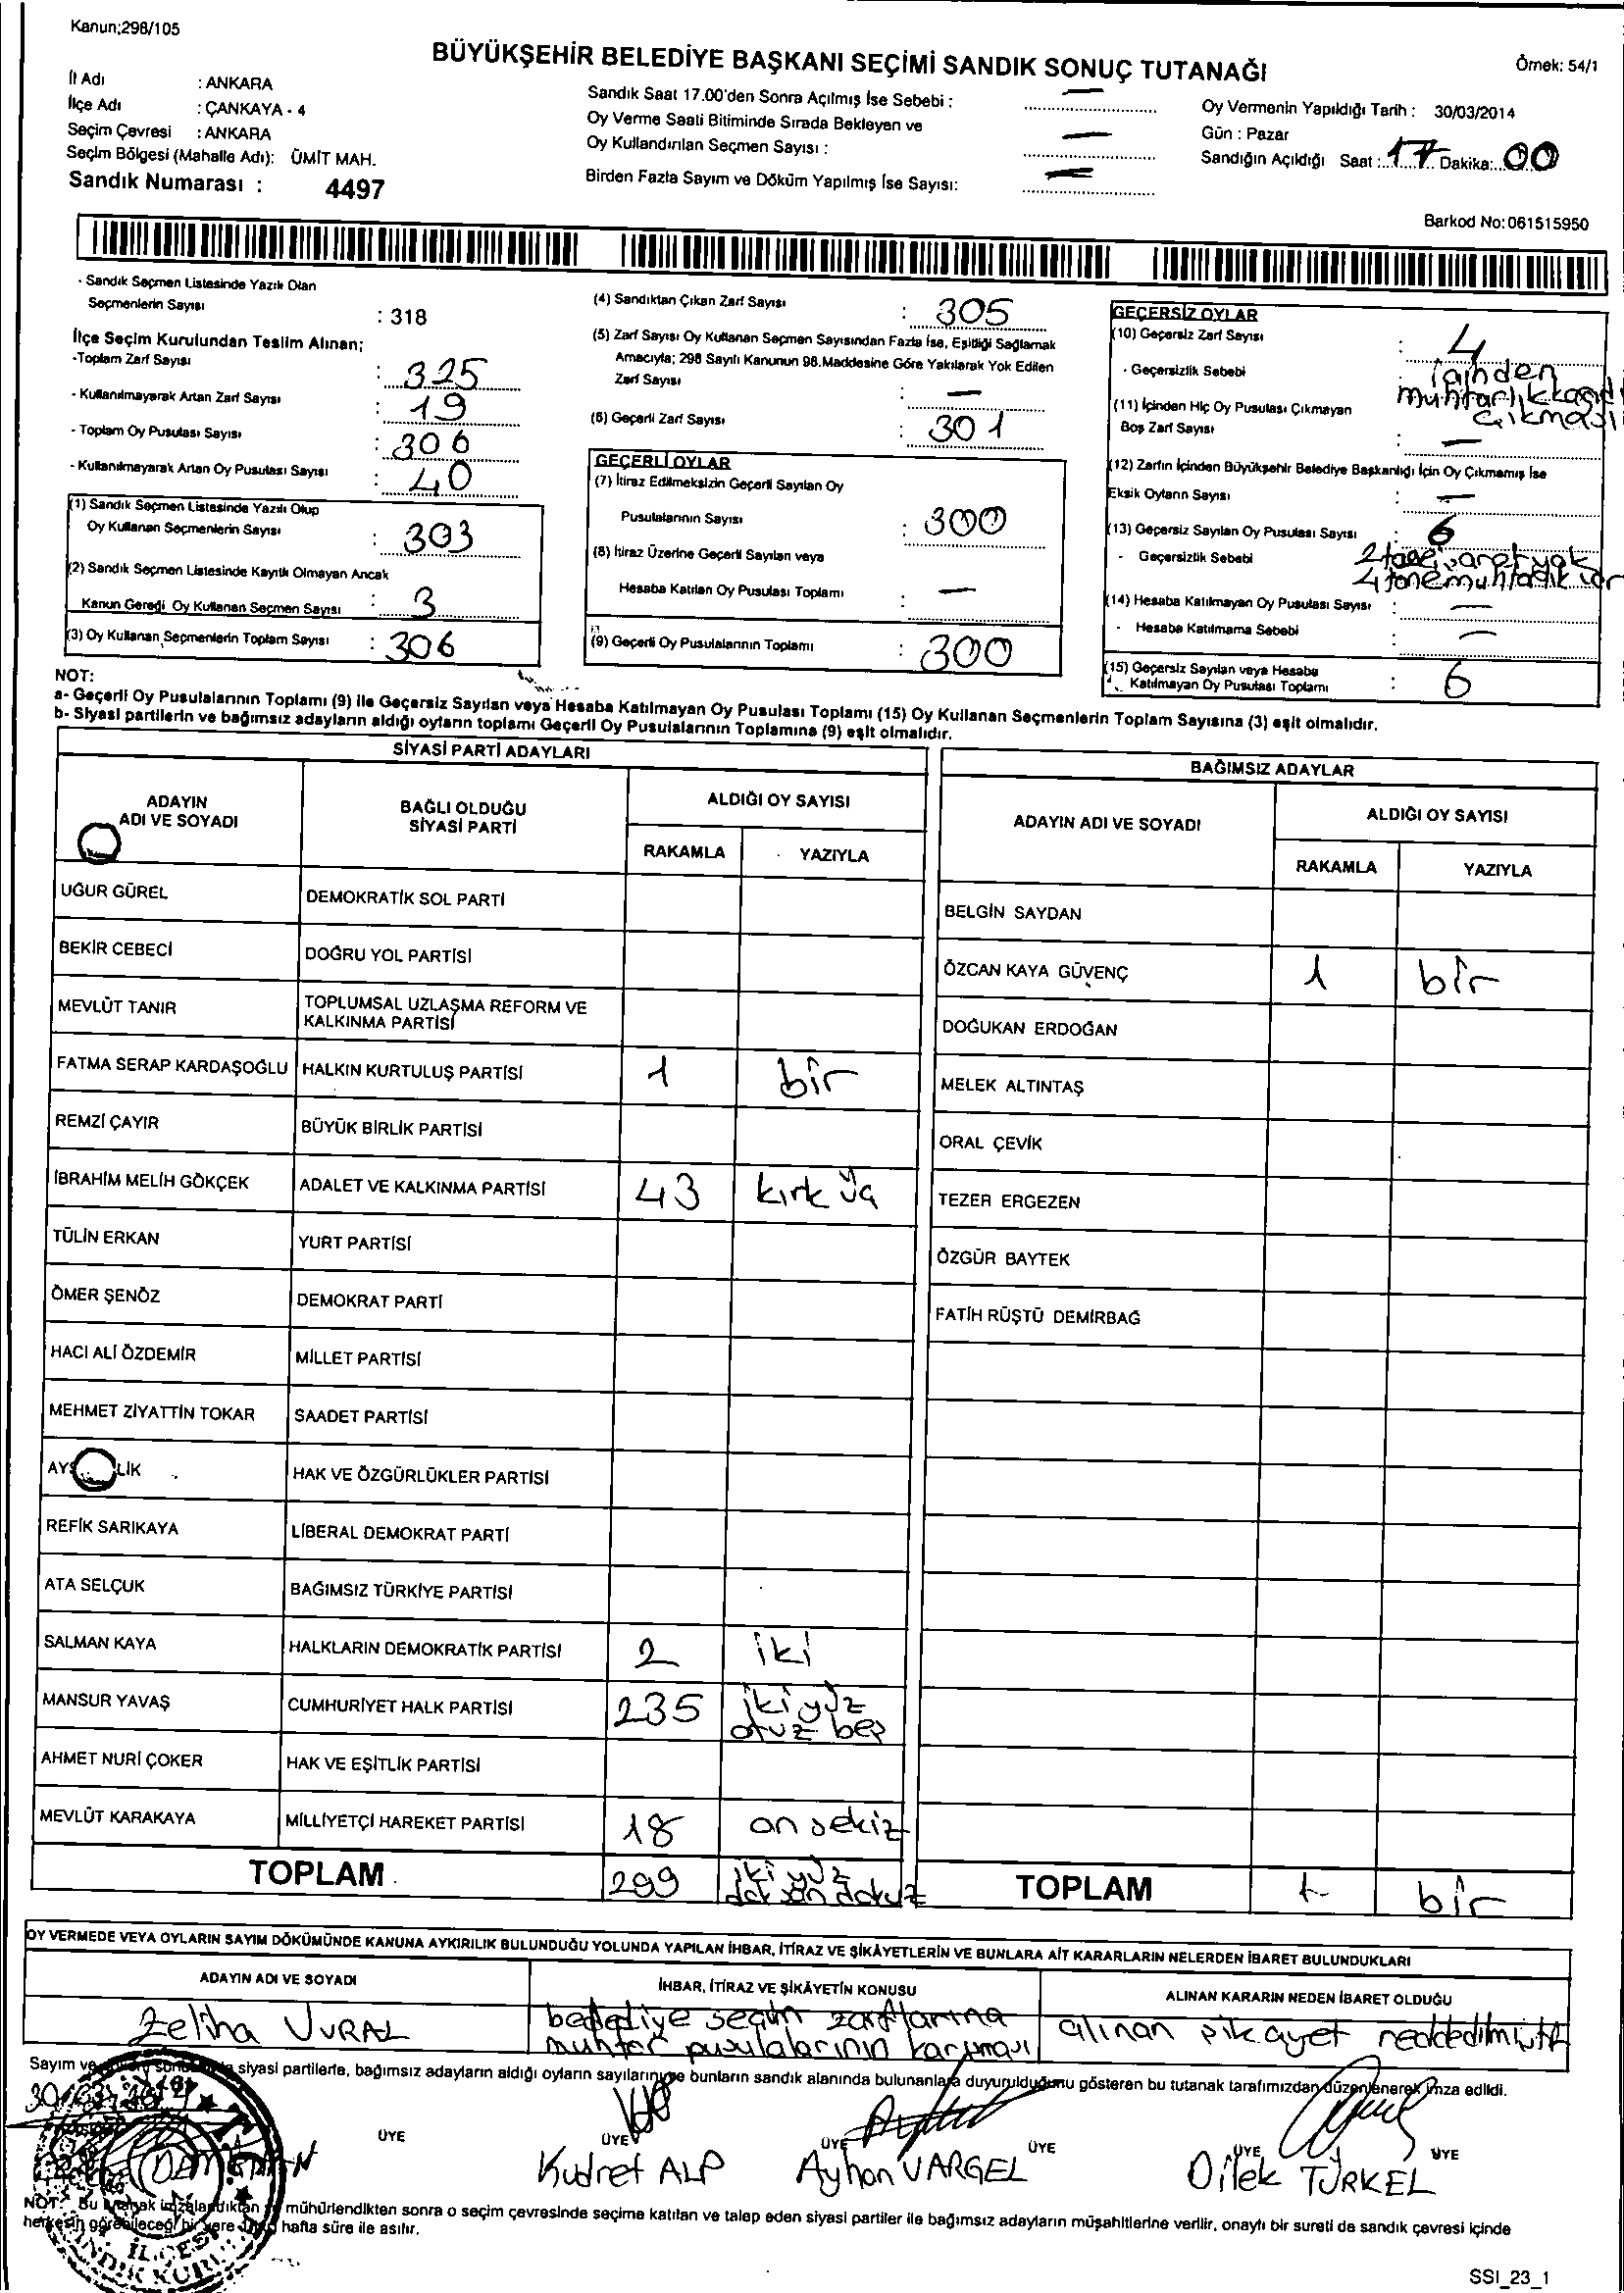 Kanun;298/105
BÜYÜKŞEHİR BELEDİYE BAŞKANI SEÇİMİ SANDIK SONUÇ TUTANAĞI
Örnek: 54/1
İl Adı : ANKARA
İlçe Adı : ÇANKAYA - 4
Seçim Çevresi : ANKARA
Seçim Bölgesi (Mahalle Adı): ÜMİT MAH.
Sandık Numarası : 4497
Sandık Saat 17.00'den Sonra Açılmış İse Sebebi : —
Oy Verme Saati Bitiminde Sırada Bekleyen ve
Oy Kullandırılan Seçmen Sayısı : —
Birden Fazla Sayım ve Döküm Yapılmış İse Sayısı: —
Oy Vermenin Yapıldığı Tarih : 30/03/2014
Gün : Pazar
Sandığın Açıldığı Saat : 17 Dakika: 00
Barkod No: 061515950
- Sandık Seçmen Listesinde Yazılı Olan
Seçmenlerin Sayısı : 318
İlçe Seçim Kurulundan Teslim Alınan;
-Toplam Zarf Sayısı : 325
- Kullanılmayarak Artan Zarf Sayısı : 19
- Toplam Oy Pusulası Sayısı : 306
- Kullanılmayarak Artan Oy Pusulası Sayısı : 40
(1) Sandık Seçmen Listesinde Yazılı Olup
Oy Kullanan Seçmenlerin Sayısı : 303
(2) Sandık Seçmen Listesinde Kayıtlı Olmayan Ancak
Kanun Gereği Oy Kullanan Seçmen Sayısı : 3
(3) Oy Kullanan Seçmenlerin Toplam Sayısı : 306
(4) Sandıktan Çıkan Zarf Sayısı : 305
(5) Zarf Sayısı Oy Kullanan Seçmen Sayısından Fazla İse, Eşitliği Sağlamak
Amacıyla; 298 Sayılı Kanunun 98.Maddesine Göre Yakılarak Yok Edilen
Zarf Sayısı : —
(6) Geçerli Zarf Sayısı : 301
GEÇERLİ OYLAR
(7) İtiraz Edilmeksizin Geçerli Sayılan Oy
Pusulalarının Sayısı : 300
(8) İtiraz Üzerine Geçerli Sayılan veya
Hesaba Katılan Oy Pusulası Toplamı : —
(9) Geçerli Oy Pusulalarının Toplamı : 300
GEÇERSİZ OYLAR
(10) Geçersiz Zarf Sayısı : 4
- Geçersizlik Sebebi : içinden
muhtarlık
çıkması
(11) İçinden Hiç Oy Pusulası Çıkmayan
Boş Zarf Sayısı : —
(12) Zarfın İçinden Büyükşehir Belediye Başkanlığı İçin Oy Çıkmamış İse
Eksik Oyların Sayısı : —
(13) Geçersiz Sayılan Oy Pusulası Sayısı : 6
- Geçersizlik Sebebi 2 tane işaret yok
4 tane muhtarlık var
(14) Hesaba Katılmayan Oy Pusulası Sayısı : —
- Hesaba Katılmama Sebebi : —
(15) Geçersiz Sayılan veya Hesaba
Katılmayan Oy Pusulası Toplamı : 6
NOT:
a- Geçerli Oy Pusulalarının Toplamı (9) ile Geçersiz Sayılan veya Hesaba Katılmayan Oy Pusulası Toplamı (15) Oy Kullanan Seçmenlerin Toplam Sayısına (3) eşit olmalıdır.
b- Siyasi partilerin ve bağımsız adayların aldığı oyların toplamı Geçerli Oy Pusulalarının Toplamına (9) eşit olmalıdır.
SİYASİ PARTİ ADAYLARI
ADAYIN
ADI VE SOYADI
BAĞLI OLDUĞU
SİYASİ PARTİ
ALDIĞI OY SAYISI
RAKAMLA YAZIYLA
UĞUR GÜREL DEMOKRATİK SOL PARTİ
BEKİR CEBECİ DOĞRU YOL PARTİSİ
MEVLÜT TANIR TOPLUMSAL UZLAŞMA REFORM VE
KALKINMA PARTİSİ
FATMA SERAP KARDAŞOĞLU HALKIN KURTULUŞ PARTİSİ 1 bir
REMZİ ÇAYIR BÜYÜK BİRLİK PARTİSİ
İBRAHİM MELİH GÖKÇEK ADALET VE KALKINMA PARTİSİ 43 kırk üç
TÜLİN ERKAN YURT PARTİSİ
ÖMER ŞENÖZ DEMOKRAT PARTİ
HACI ALİ ÖZDEMİR MİLLET PARTİSİ
MEHMET ZİYATTİN TOKAR SAADET PARTİSİ
AYŞ LİK HAK VE ÖZGÜRLÜKLER PARTİSİ
REFİK SARIKAYA LİBERAL DEMOKRAT PARTİ
ATA SELÇUK BAĞIMSIZ TÜRKİYE PARTİSİ
SALMAN KAYA HALKLARIN DEMOKRATİK PARTİSİ 2 iki
MANSUR YAVAŞ CUMHURİYET HALK PARTİSİ 235 iki yüz
otuz beş
AHMET NURİ ÇOKER HAK VE EŞİTLİK PARTİSİ
MEVLÜT KARAKAYA MİLLİYETÇİ HAREKET PARTİSİ 18 on sekiz
TOPLAM 299 iki yüz
doksan dokuz
BAĞIMSIZ ADAYLAR
ADAYIN ADI VE SOYADI
ALDIĞI OY SAYISI
RAKAMLA YAZIYLA
BELGİN SAYDAN
ÖZCAN KAYA GÜVENÇ 1 bir
DOĞUKAN ERDOĞAN
MELEK ALTINTAŞ
ORAL ÇEVİK
TEZER ERGEZEN
ÖZGÜR BAYTEK
FATİH RÜŞTÜ DEMİRBAĞ
TOPLAM 1 bir
OY VERMEDE VEYA OYLARIN SAYIM DÖKÜMÜNDE KANUNA AYKIRILIK BULUNDUĞU YOLUNDA YAPILAN İHBAR, İTİRAZ VE ŞİKÂYETLERİN VE BUNLARA AİT KARARLARIN NELERDEN İBARET BULUNDUKLARI
ADAYIN ADI VE SOYADI
İHBAR, İTİRAZ VE ŞİKÂYETİN KONUSU
ALINAN KARARIN NEDEN İBARET OLDUĞU
Zeliha VURAL
belediye seçim zarflarına
muhtar pusulalarının karışması
alınan şikayet reddedilmiştir
Sayım ve siyasi partilerle, bağımsız adayların aldığı oyların sayılarını ve bunların sandık alanında bulunanlara duyurulduğunu gösteren bu tutanak tarafımızdan düzenlenerek imza edildi.
ÜYE ÜYE ÜYE ÜYE ÜYE ÜYE
Kudret ALP
Ayhan VARGEL
Dilek TÜRKEL
NOT: Bu tutanak imzalandıktan ve mühürlendikten sonra o seçim çevresinde seçime katılan ve talep eden siyasi partiler ile bağımsız adayların müşahitlerine verilir, onaylı bir sureti de sandık çevresi içinde
herkesin görebileceği bir yere hafta süre ile asılır.
SSI_23_1